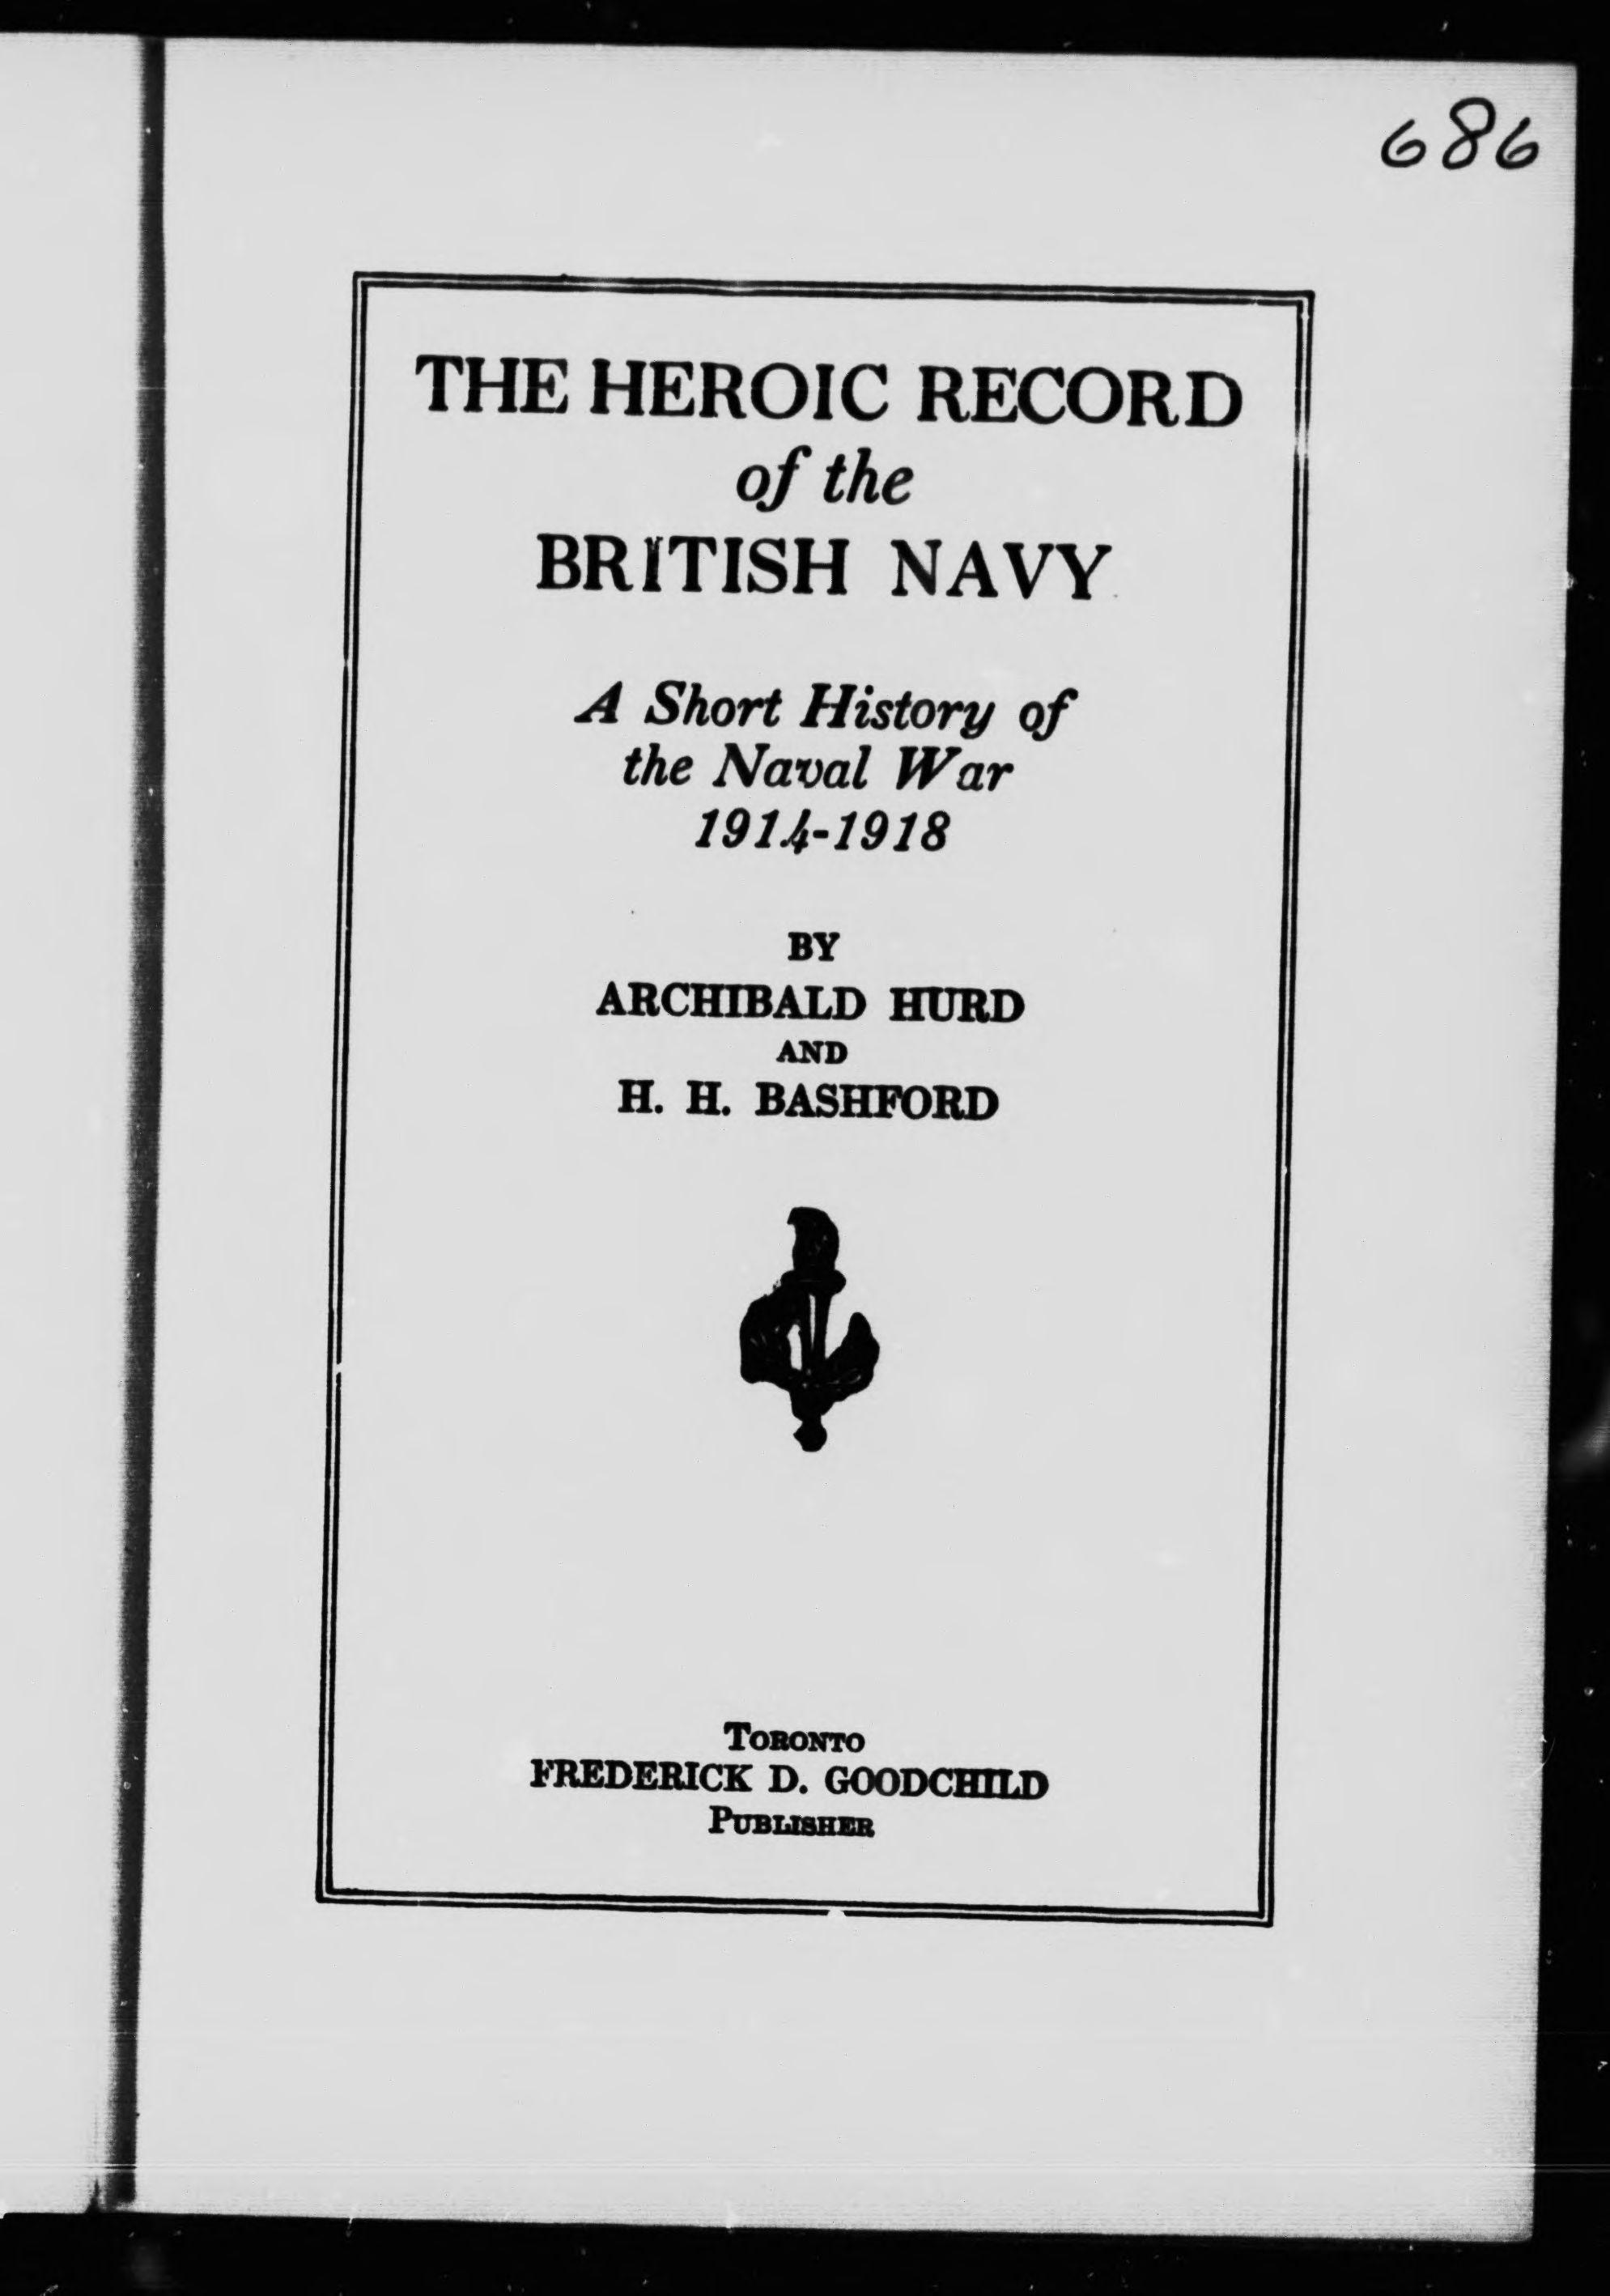 686
THE HEROIC RECORD
of the
BRITISH NAVY
A Short History of
the Naval War
1914-1918
BY
ARCHIBALD HURD
AND
H. H. BASHFORD
TORONTO
FREDERICK D. GOODCHILD
PUBLISHER